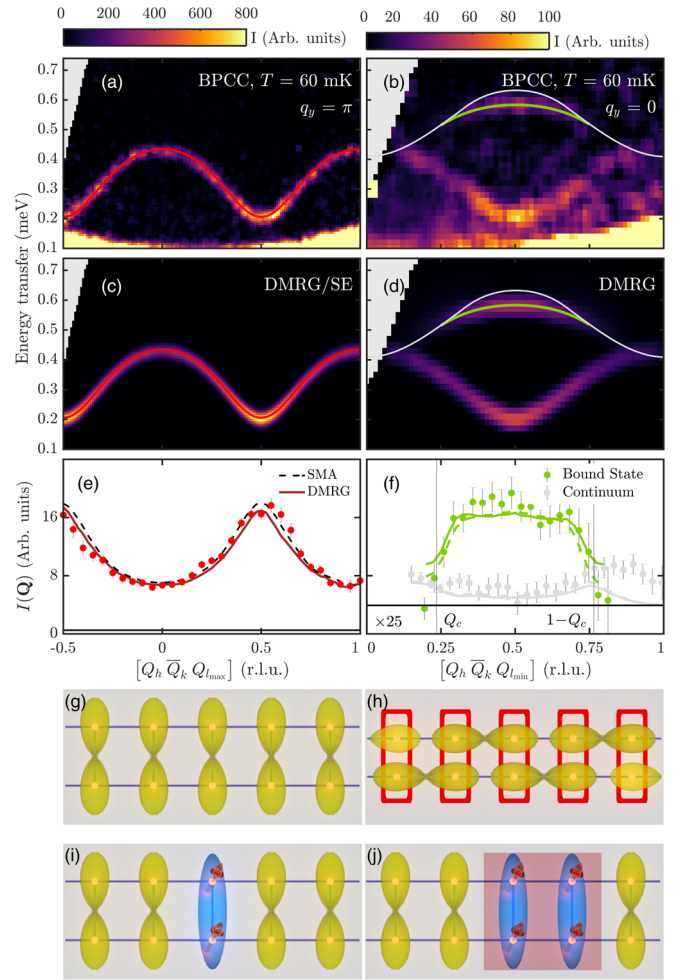 0 200 400 600 800
I (Arb. units)
0 20 40 60 80 100
I (Arb. units)
(a) BPCC, T = 60 mK
q_y = π
(b) BPCC, T = 60 mK
q_y = 0
0.7
0.6
0.5
0.4
0.3
0.2
0.1
Energy transfer (meV)
(c) DMRG/SE
(d) DMRG
0.7
0.6
0.5
0.4
0.3
0.2
0.1
(e)
SMA
DMRG
(f)
Bound State
Continuum
I(Q) (Arb. units)
16
8
0
×25 Q_c 1−Q_c
-0.5 0 0.5 1
0.25 0.5 0.75 1
[Q_h Q̅_k Q_{l_max}] (r.l.u.)
[Q_h Q̅_k Q_{l_min}] (r.l.u.)
(g)
(h)
(i)
(j)